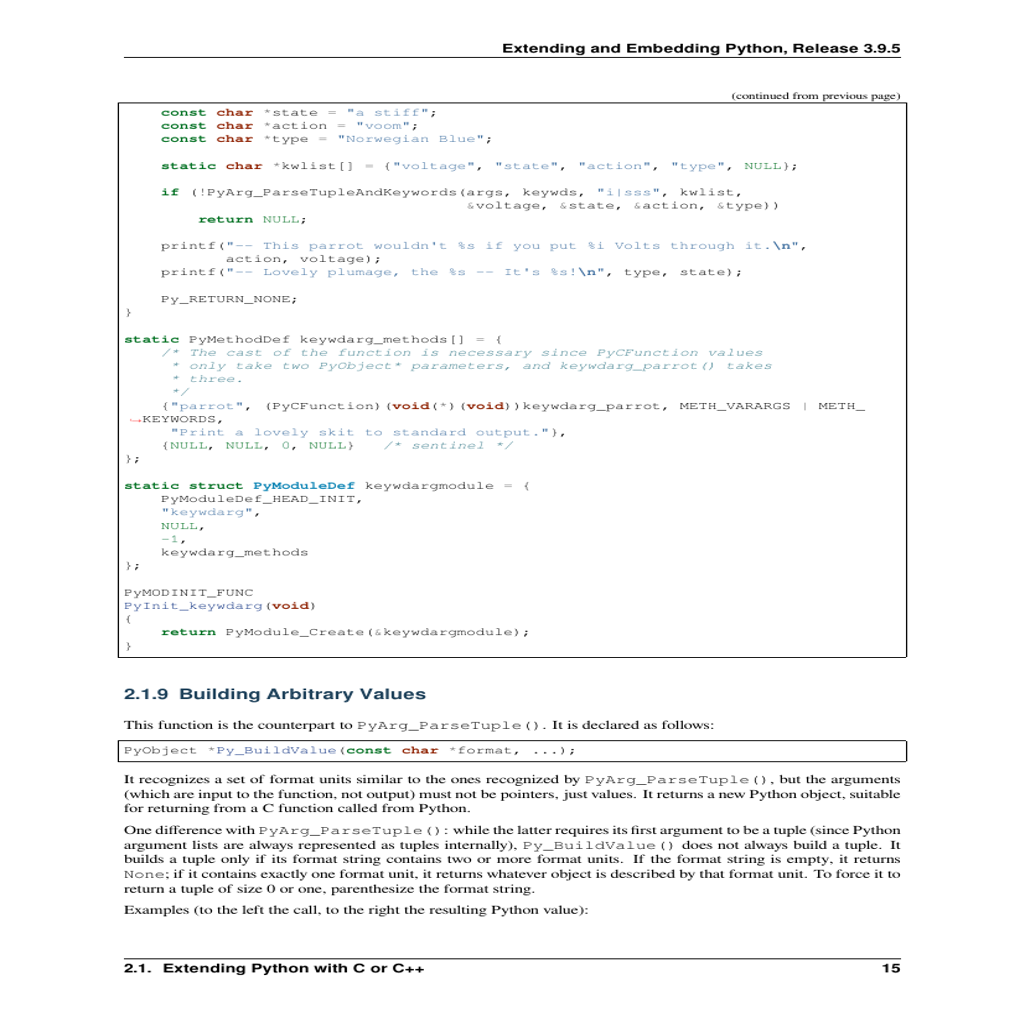 Extending and Embedding Python, Release 3.9.5
(continued from previous page)
    const char *state = "a stiff";
    const char *action = "voom";
    const char *type = "Norwegian Blue";
    static char *kwlist[] = {"voltage", "state", "action", "type", NULL};
    if (!PyArg_ParseTupleAndKeywords(args, keywds, "i|sss", kwlist,
                                     &voltage, &state, &action, &type))
        return NULL;
    printf("-- This parrot wouldn't %s if you put %i Volts through it.\n",
           action, voltage);
    printf("-- Lovely plumage, the %s -- It's %s!\n", type, state);
    Py_RETURN_NONE;
}
static PyMethodDef keywdarg_methods[] = {
    /* The cast of the function is necessary since PyCFunction values
     * only take two PyObject* parameters, and keywdarg_parrot() takes
     * three.
     */
    {"parrot", (PyCFunction)(void(*)(void))keywdarg_parrot, METH_VARARGS | METH_
↪KEYWORDS,
     "Print a lovely skit to standard output."},
    {NULL, NULL, 0, NULL}   /* sentinel */
};
static struct PyModuleDef keywdargmodule = {
    PyModuleDef_HEAD_INIT,
    "keywdarg",
    NULL,
    -1,
    keywdarg_methods
};
PyMODINIT_FUNC
PyInit_keywdarg(void)
{
    return PyModule_Create(&keywdargmodule);
}
2.1.9 Building Arbitrary Values
This function is the counterpart to PyArg_ParseTuple(). It is declared as follows:
PyObject *Py_BuildValue(const char *format, ...);
It recognizes a set of format units similar to the ones recognized by PyArg_ParseTuple(), but the arguments
(which are input to the function, not output) must not be pointers, just values. It returns a new Python object, suitable
for returning from a C function called from Python.
One difference with PyArg_ParseTuple(): while the latter requires its first argument to be a tuple (since Python
argument lists are always represented as tuples internally), Py_BuildValue() does not always build a tuple. It
builds a tuple only if its format string contains two or more format units. If the format string is empty, it returns
None; if it contains exactly one format unit, it returns whatever object is described by that format unit. To force it to
return a tuple of size 0 or one, parenthesize the format string.
Examples (to the left the call, to the right the resulting Python value):
2.1. Extending Python with C or C++
15